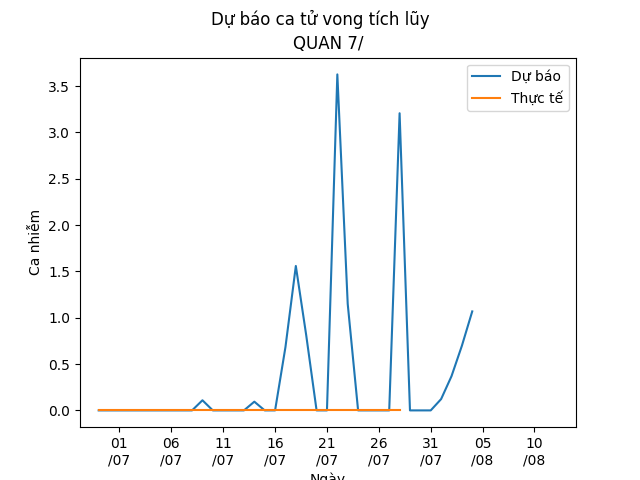 Dự báo ca tử vong tích lũy
QUAN 7/
Dự báo
Thực tế
Ca nhiễm
3.5
3.0
2.5
2.0
1.5
1.0
0.5
0.0
01 06 11 16 21 26 31 05 10
/07 /07 /07 /07 /07 /07 /07 /08 /08
Ngày